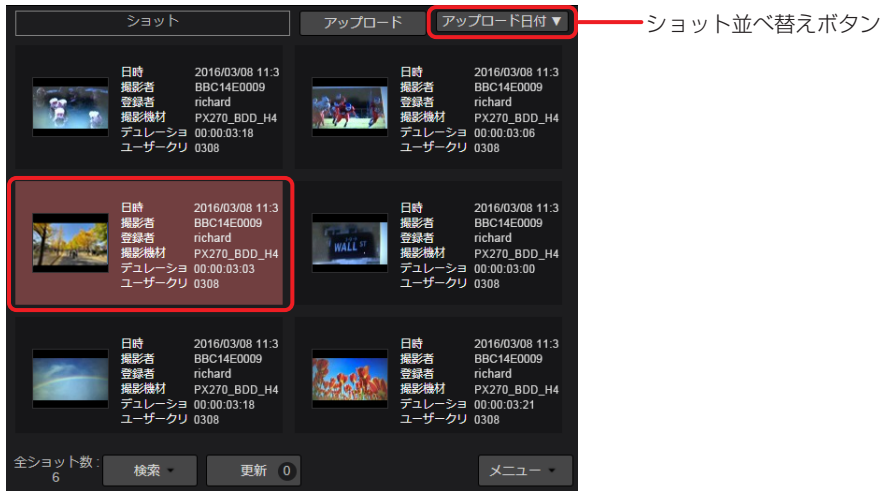 ショット
アップロード
アップロード日付 ▼
ショット並べ替えボタン
日時 2016/03/08 11:3
撮影者 BBC14E0009
登録者 richard
撮影機材 PX270_BDD_H4
デュレーショ 00:00:03:18
ユーザークリ 0308
日時 2016/03/08 11:3
撮影者 BBC14E0009
登録者 richard
撮影機材 PX270_BDD_H4
デュレーショ 00:00:03:06
ユーザークリ 0308
日時 2016/03/08 11:3
撮影者 BBC14E0009
登録者 richard
撮影機材 PX270_BDD_H4
デュレーショ 00:00:03:03
ユーザークリ 0308
WALL ST
日時 2016/03/08 11:3
撮影者 BBC14E0009
登録者 richard
撮影機材 PX270_BDD_H4
デュレーショ 00:00:03:00
ユーザークリ 0308
日時 2016/03/08 11:3
撮影者 BBC14E0009
登録者 richard
撮影機材 PX270_BDD_H4
デュレーショ 00:00:03:18
ユーザークリ 0308
日時 2016/03/08 11:3
撮影者 BBC14E0009
登録者 richard
撮影機材 PX270_BDD_H4
デュレーショ 00:00:03:21
ユーザークリ 0308
全ショット数 :
6
検索
更新 0
メニュー